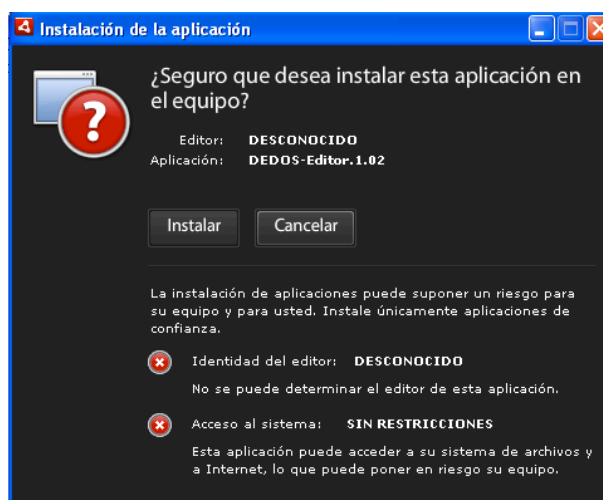 Instalación de la aplicación
¿Seguro que desea instalar esta aplicación en
el equipo?
Editor: DESCONOCIDO
Aplicación: DEDOS-Editor.1.02
Instalar Cancelar
La instalación de aplicaciones puede suponer un riesgo para
su equipo y para usted. Instale únicamente aplicaciones de
confianza.
Identidad del editor: DESCONOCIDO
No se puede determinar el editor de esta aplicación.
Acceso al sistema: SIN RESTRICCIONES
Esta aplicación puede acceder a su sistema de archivos y
a Internet, lo que puede poner en riesgo su equipo.